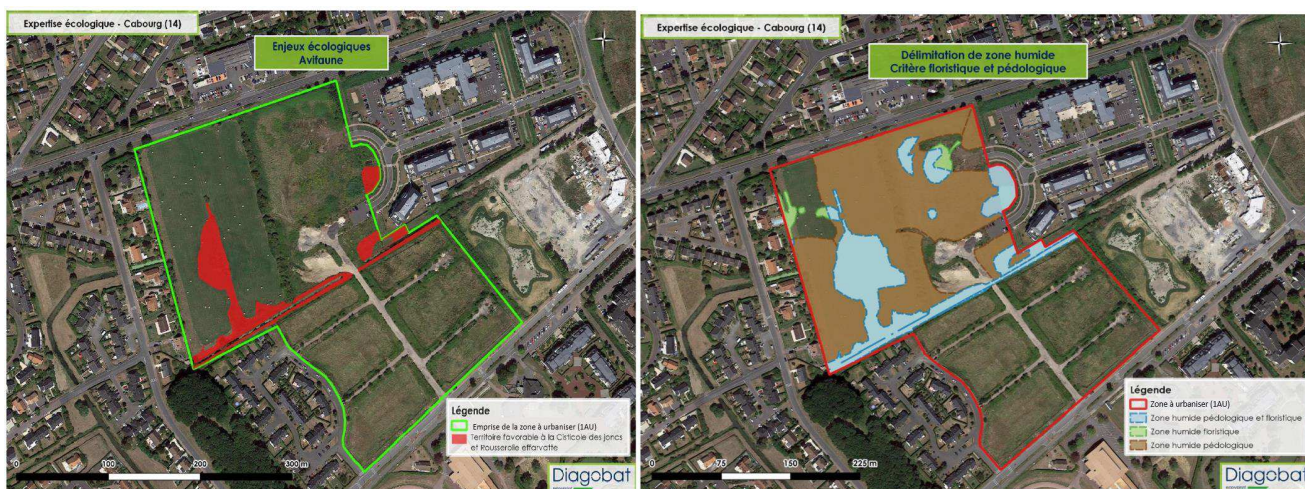 Expertise écologique - Cabourg (14)
Enjeux écologiques
Avifaune
Légende
Emprise de la zone à urbaniser (1AU)
Territoire favorable à la Cisticole des joncs
et Rousserolle effarvatte
0 100 200 300 m
Diagobat
Expertise écologique - Cabourg (14)
Délimitation de zone humide
Critère floristique et pédologique
Légende
Zone à urbaniser (1AU)
Zone humide pédologique et floristique
Zone humide floristique
Zone humide pédologique
0 75 150 225 m
Diagobat